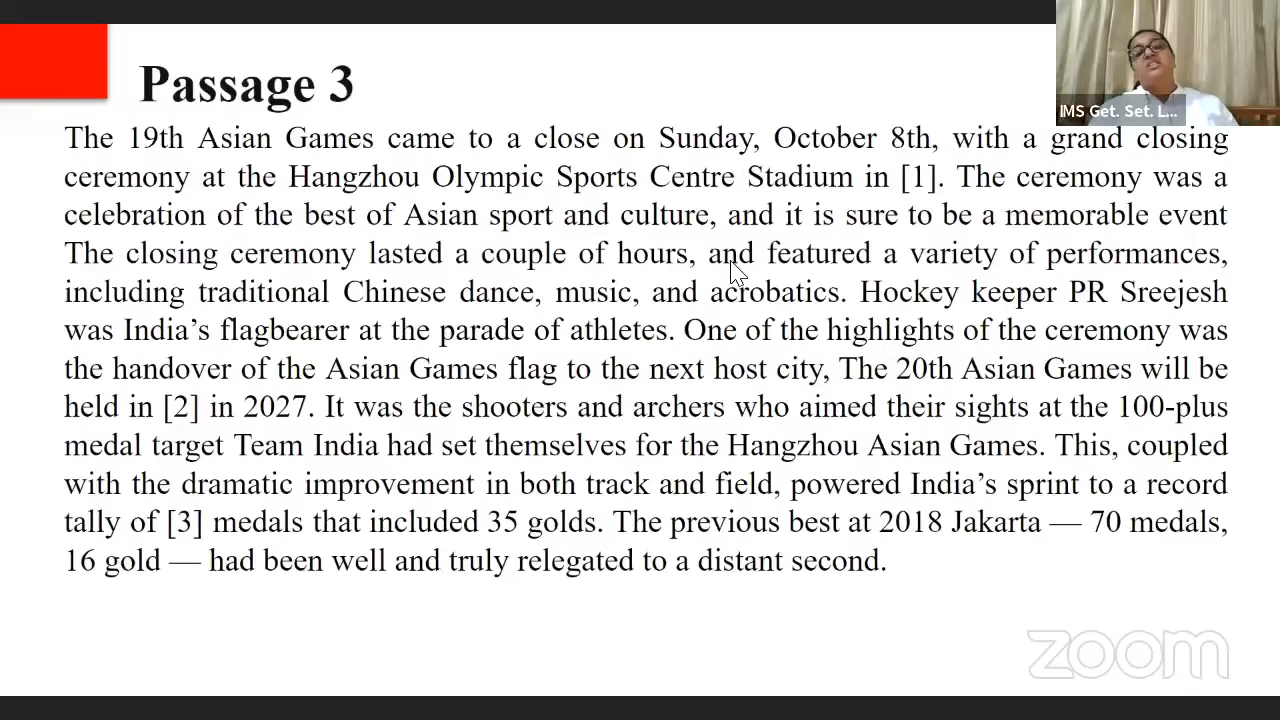 Passage 3
IMS Get. Set. L...
The 19th Asian Games came to a close on Sunday, October 8th, with a grand closing
ceremony at the Hangzhou Olympic Sports Centre Stadium in [1]. The ceremony was a
celebration of the best of Asian sport and culture, and it is sure to be a memorable event
The closing ceremony lasted a couple of hours, and featured a variety of performances,
including traditional Chinese dance, music, and acrobatics. Hockey keeper PR Sreejesh
was India’s flagbearer at the parade of athletes. One of the highlights of the ceremony was
the handover of the Asian Games flag to the next host city, The 20th Asian Games will be
held in [2] in 2027. It was the shooters and archers who aimed their sights at the 100-plus
medal target Team India had set themselves for the Hangzhou Asian Games. This, coupled
with the dramatic improvement in both track and field, powered India’s sprint to a record
tally of [3] medals that included 35 golds. The previous best at 2018 Jakarta — 70 medals,
16 gold — had been well and truly relegated to a distant second.
zoom